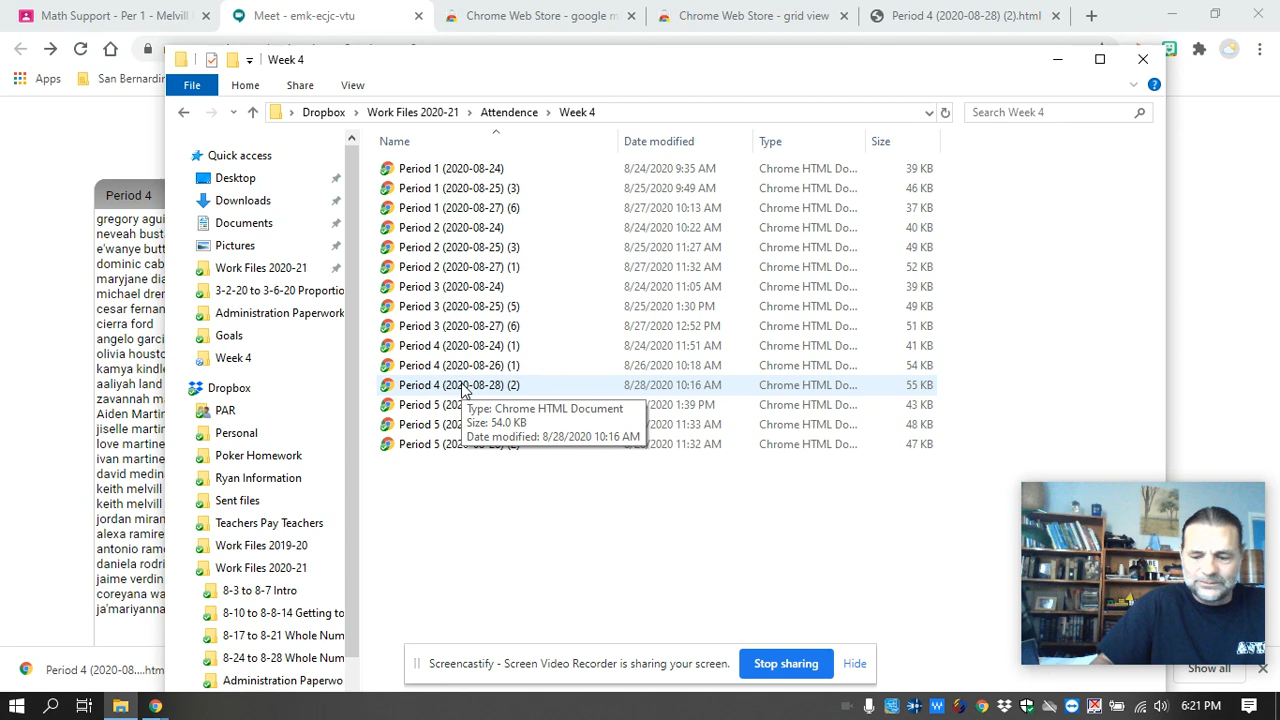 Math Support - Per 1 - Melvill
Meet - emk-ecjc-vtu
Chrome Web Store - google m
Chrome Web Store - grid view
Period 4 (2020-08-28) (2).html
Apps
San Bernardin
Week 4
File
Home
Share
View
Dropbox > Work Files 2020-21 > Attendence > Week 4
Search Week 4
Name
Date modified
Type
Size
Period 1 (2020-08-24) 8/24/2020 9:35 AM Chrome HTML Do... 39 KB
Period 1 (2020-08-25) (3) 8/25/2020 9:49 AM Chrome HTML Do... 46 KB
Period 1 (2020-08-27) (6) 8/27/2020 10:13 AM Chrome HTML Do... 37 KB
Period 2 (2020-08-24) 8/24/2020 10:22 AM Chrome HTML Do... 40 KB
Period 2 (2020-08-25) (3) 8/25/2020 11:27 AM Chrome HTML Do... 49 KB
Period 2 (2020-08-27) (1) 8/27/2020 11:32 AM Chrome HTML Do... 52 KB
Period 3 (2020-08-24) 8/24/2020 11:05 AM Chrome HTML Do... 39 KB
Period 3 (2020-08-25) (5) 8/25/2020 1:30 PM Chrome HTML Do... 49 KB
Period 3 (2020-08-27) (6) 8/27/2020 12:52 PM Chrome HTML Do... 51 KB
Period 4 (2020-08-24) (1) 8/24/2020 11:51 AM Chrome HTML Do... 41 KB
Period 4 (2020-08-26) (1) 8/26/2020 10:18 AM Chrome HTML Do... 54 KB
Period 4 (2020-08-28) (2) 8/28/2020 10:16 AM Chrome HTML Do... 55 KB
Period 5 (20 /2020 1:39 PM Chrome HTML Do... 43 KB
Period 5 (20 /2020 11:33 AM Chrome HTML Do... 48 KB
Period 5 /2020 11:32 AM Chrome HTML Do... 47 KB
Type: Chrome HTML Document
Size: 54.0 KB
Date modified: 8/28/2020 10:16 AM
Quick access
Desktop
Downloads
Documents
Pictures
Work Files 2020-21
3-2-20 to 3-6-20 Proportio
Administration Paperwork
Goals
Week 4
Dropbox
PAR
Personal
Poker Homework
Ryan Information
Sent files
Teachers Pay Teachers
Work Files 2019-20
Work Files 2020-21
8-3 to 8-7 Intro
8-10 to 8-8-14 Getting to
8-17 to 8-21 Whole Num
8-24 to 8-28 Whole Num
Administration Paperwo
Period 4
gregory agui
neveah busta
e'wanye butt
dominic cab
maryjane dia
michael dren
cesar fernan
cierra ford
angelo garci
olivia housto
kamya kindle
aaliyah land
zavannah ma
Aiden Martin
jiselle martin
love martine
ivan martine
david medin
keith melvill
keith melvill
jordan miran
alexa ramire
antonio ramo
daniela rodri
jaime verdin
coreyana wa
ja'mariyanna
Screencastify - Screen Video Recorder is sharing your screen.
Stop sharing
Hide
Period 4 (2020-08....htm
Show all
6:21 PM